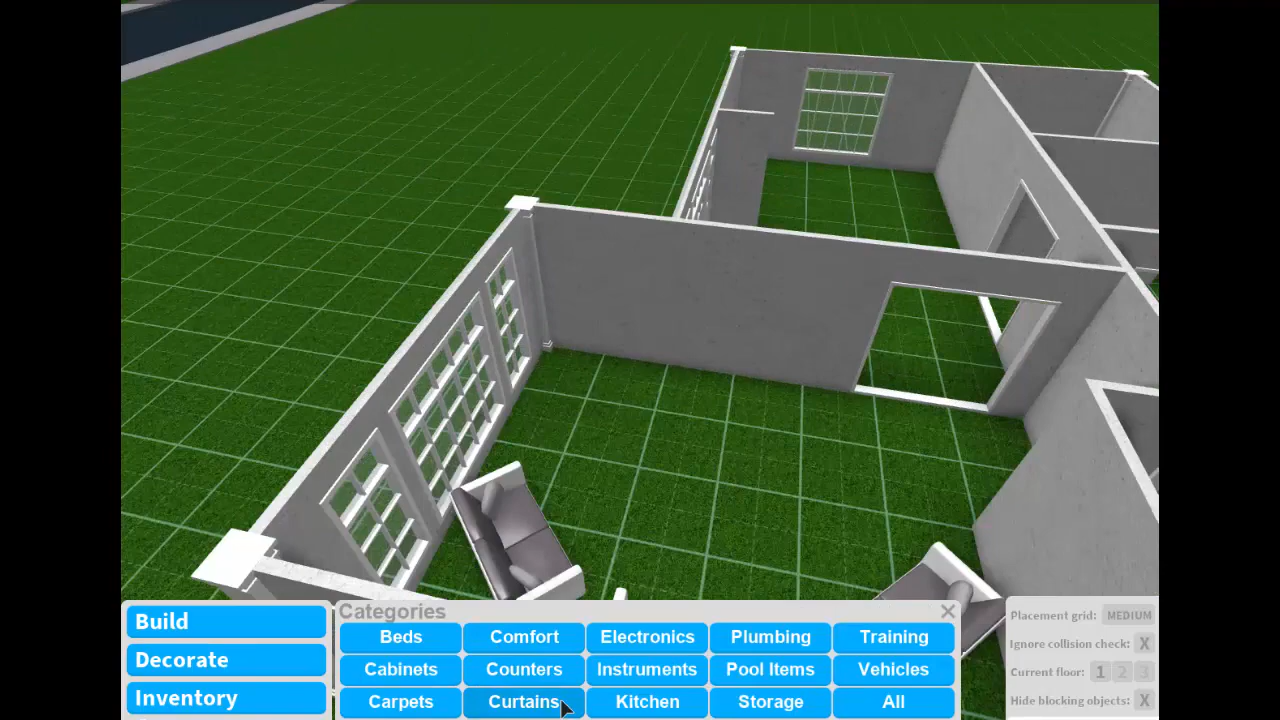 Categories
Build
Beds Comfort Electronics Plumbing Training
Decorate
Cabinets Counters Instruments Pool Items Vehicles
Inventory
Carpets Curtains Kitchen Storage All
Placement grid: MEDIUM
Ignore collision check: X
Current floor: 1 2 3
Hide blocking objects: X